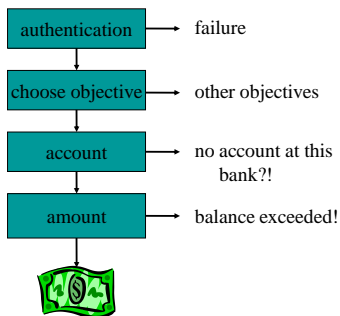 authentication
failure
choose objective
other objectives
account
no account at this
bank?!
amount
balance exceeded!